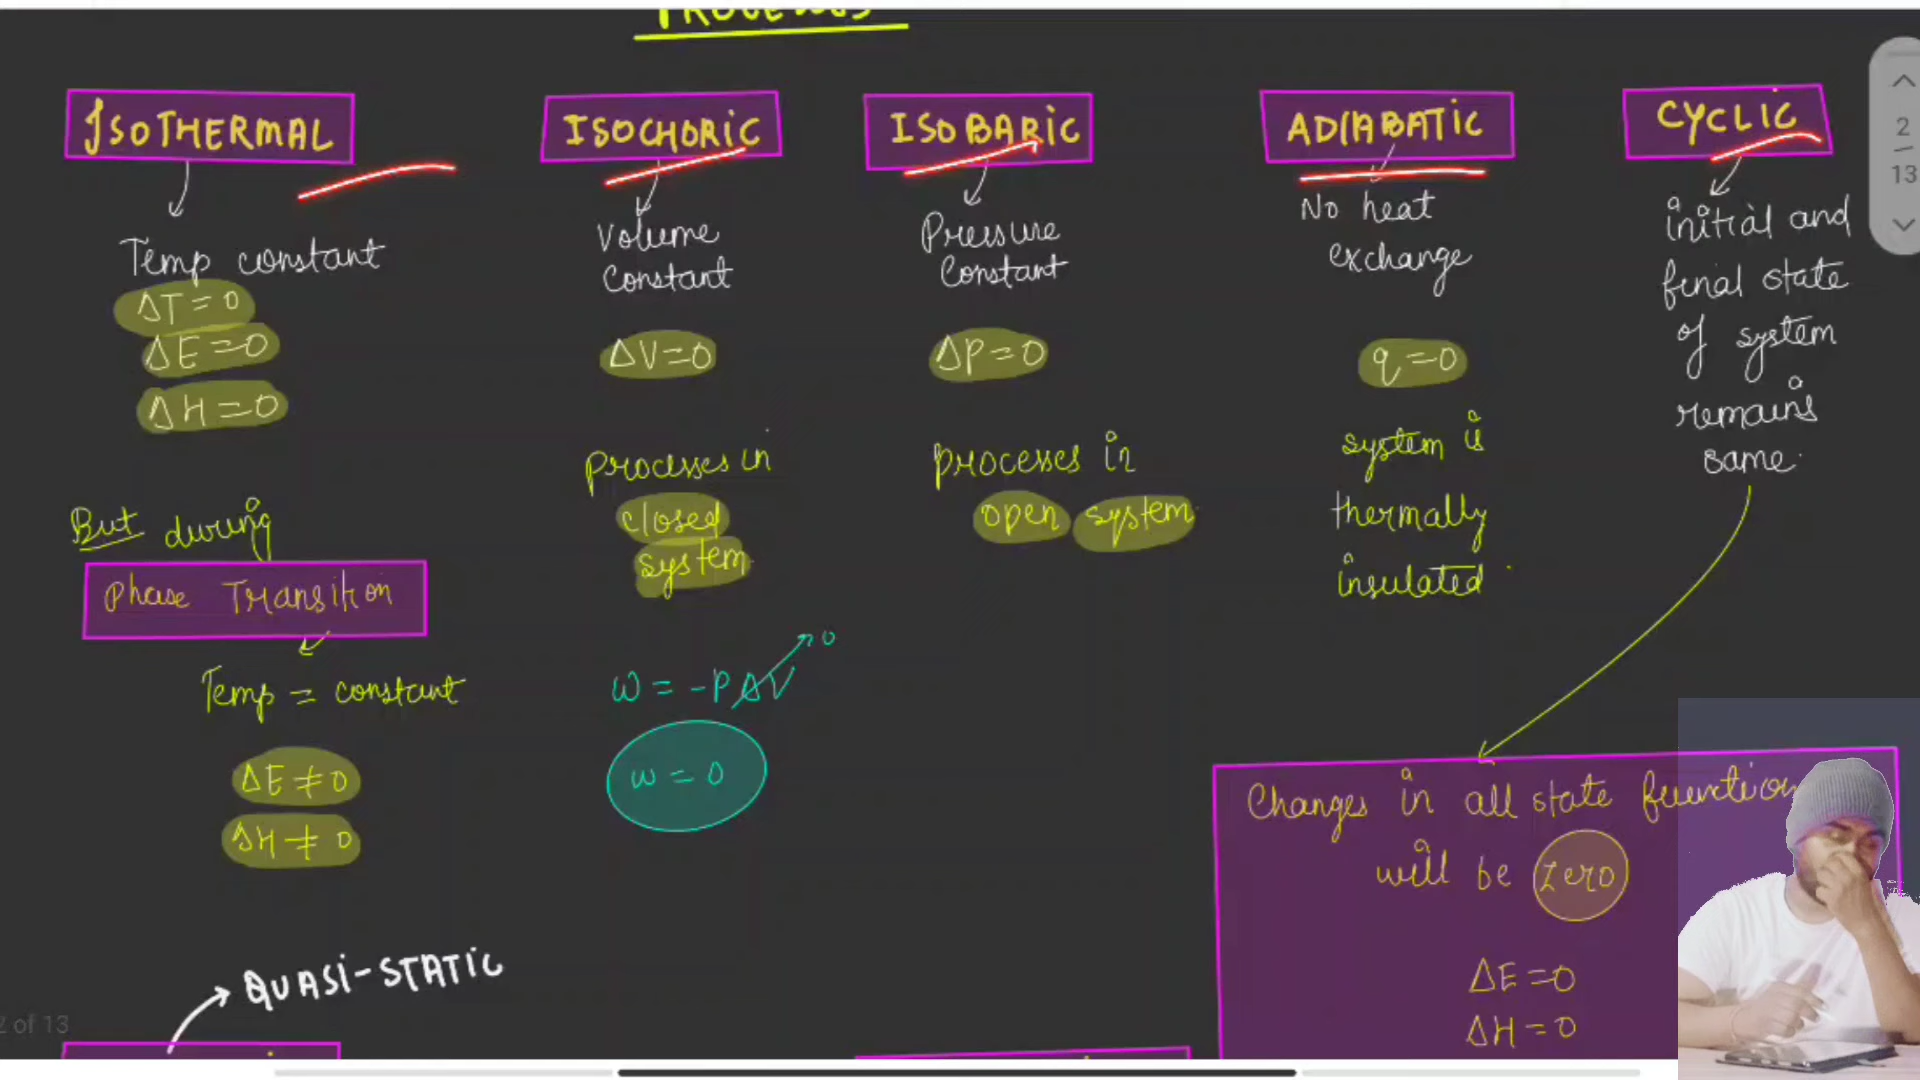 PROCESSES
ISOTHERMAL
Temp constant
ΔT = 0
ΔE = 0
ΔH = 0
But during
Phase Transition
Temp = constant
ΔE ≠ 0
ΔH ≠ 0
QUASI-STATIC
ISOCHORIC
Volume
Constant
ΔV = 0
Processes in
closed
system
w = -PΔV → 0
w = 0
ISOBARIC
Pressure
Constant
ΔP = 0
processes in
open system
ADIABATIC
No heat
exchange
q = 0
system is
thermally
insulated
CYCLIC
initial and
final state
of system
remains
same.
Changes in all state function
will be zero
ΔE = 0
ΔH = 0
2
13
2 of 13